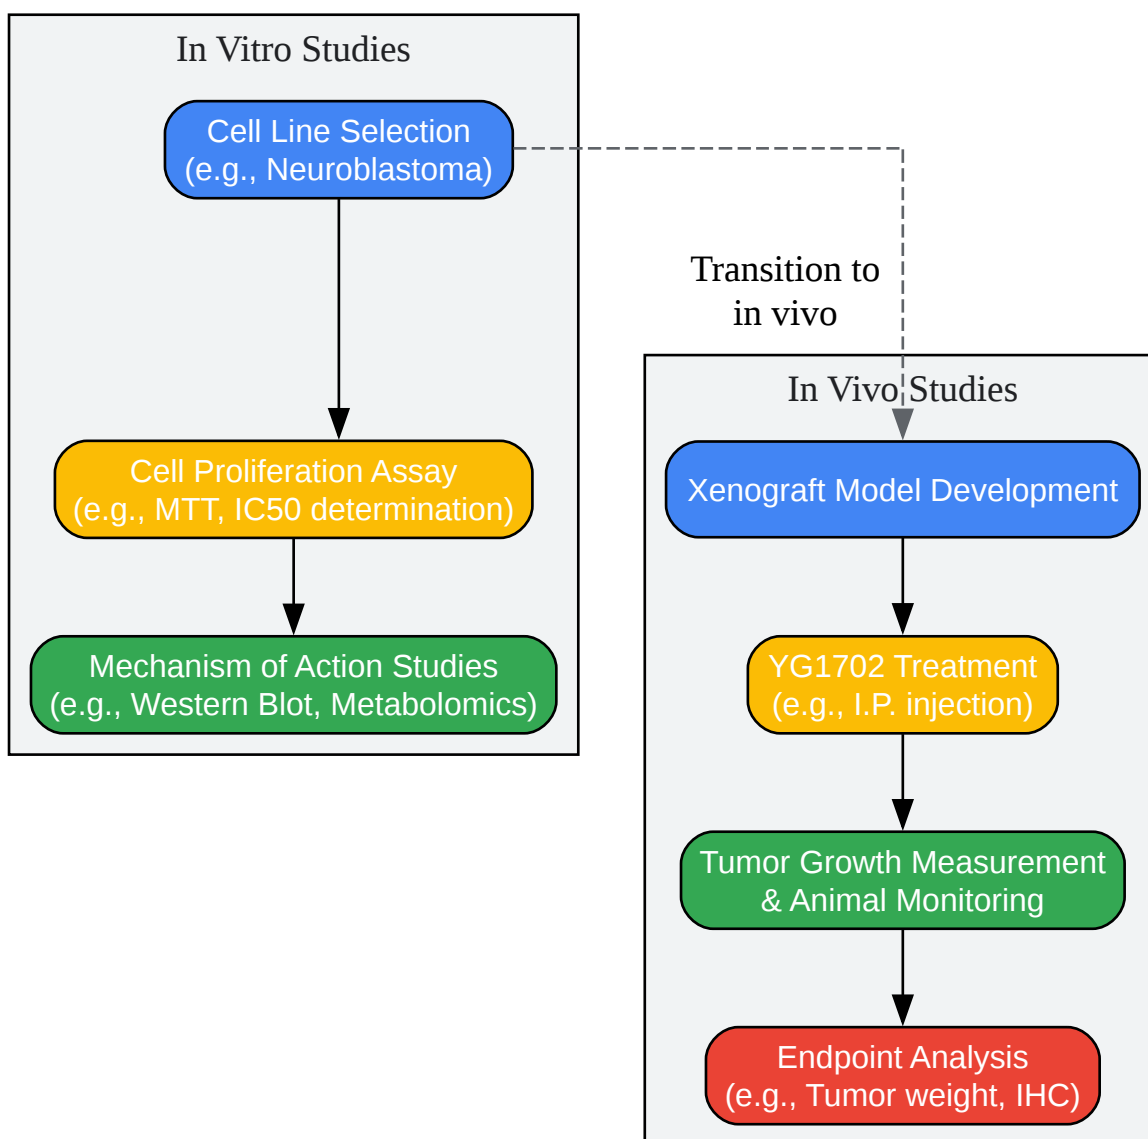 In Vitro Studies
Cell Line Selection
(e.g., Neuroblastoma)
Cell Proliferation Assay
(e.g., MTT, IC50 determination)
Mechanism of Action Studies
(e.g., Western Blot, Metabolomics)
Transition to
in vivo
In Vivo Studies
Xenograft Model Development
YG1702 Treatment
(e.g., I.P. injection)
Tumor Growth Measurement
& Animal Monitoring
Endpoint Analysis
(e.g., Tumor weight, IHC)